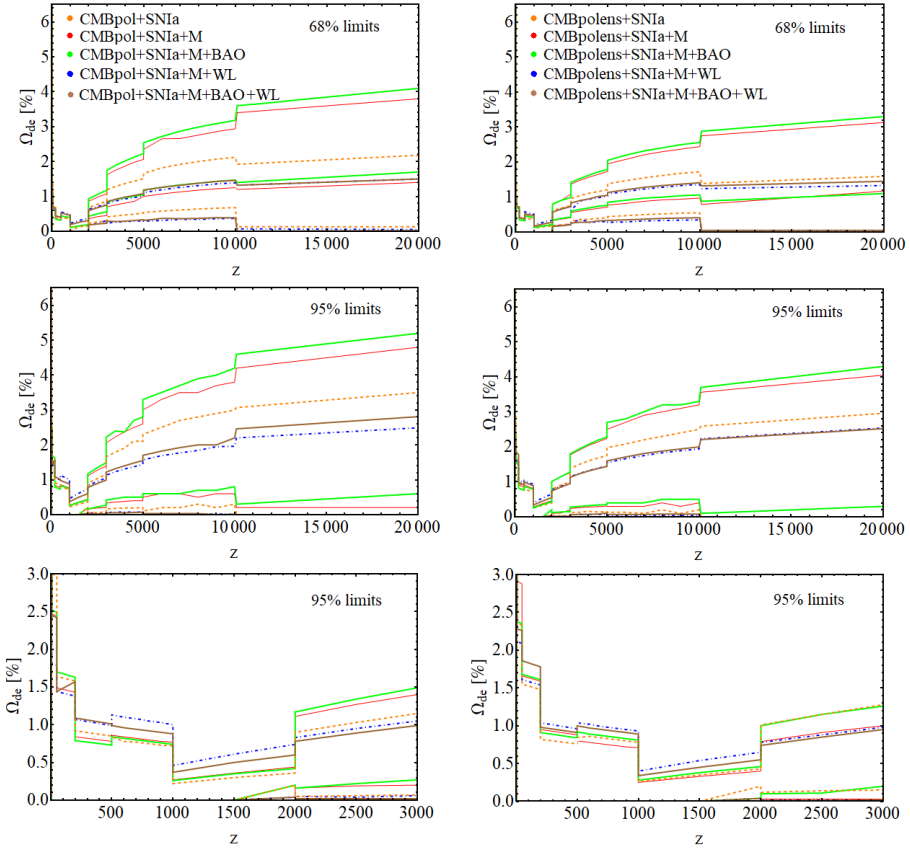 68% limits
CMBpol+SNIa
CMBpol+SNIa+M
CMBpol+SNIa+M+BAO
CMBpol+SNIa+M+WL
CMBpol+SNIa+M+BAO+WL
Ω_de [%]
6
5
4
3
2
1
0
0 5000 10 000 15 000 20 000
z
68% limits
CMBpolens+SNIa
CMBpolens+SNIa+M
CMBpolens+SNIa+M+BAO
CMBpolens+SNIa+M+WL
CMBpolens+SNIa+M+BAO+WL
Ω_de [%]
6
5
4
3
2
1
0
0 5000 10 000 15 000 20 000
z
95% limits
Ω_de [%]
6
5
4
3
2
1
0
0 5000 10 000 15 000 20 000
z
95% limits
Ω_de [%]
6
5
4
3
2
1
0
0 5000 10 000 15 000 20 000
z
95% limits
Ω_de [%]
3.0
2.5
2.0
1.5
1.0
0.5
0.0
500 1000 1500 2000 2500 3000
z
95% limits
Ω_de [%]
3.0
2.5
2.0
1.5
1.0
0.5
0.0
500 1000 1500 2000 2500 3000
z